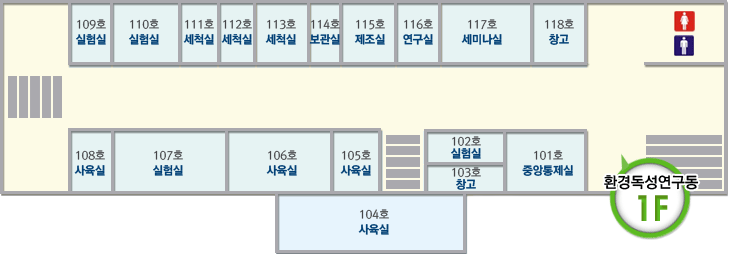 109호
실험실
110호
실험실
111호
세척실
112호
세척실
113호
세척실
114호
보관실
115호
제조실
116호
연구실
117호
세미나실
118호
창고
108호
사육실
107호
실험실
106호
사육실
105호
사육실
102호
실험실
103호
창고
101호
중앙통제실
104호
사육실
환경독성연구동
1F